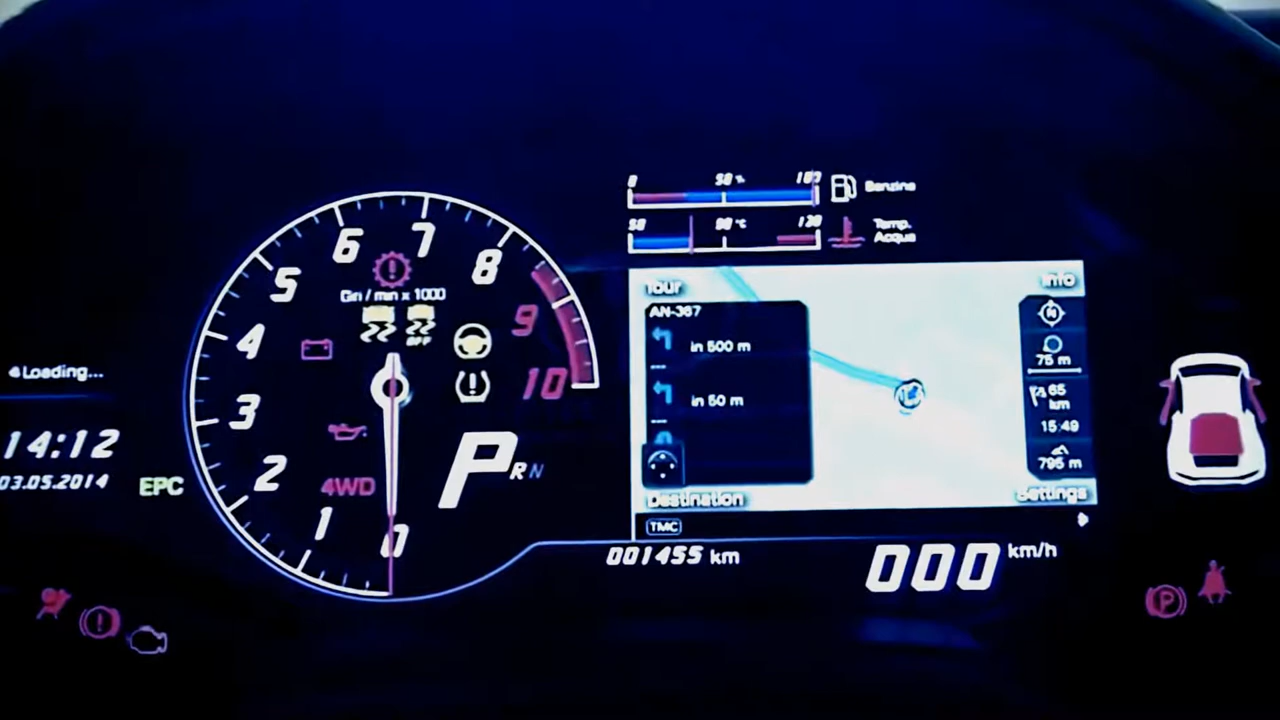 Loading...
14:12
03.05.2014
EPC
0
1
2
3
4
5
6
7
8
9
10
Giri / min x 1000
OFF
4WD
P R N
0 50 % 100
Benzina
50 90 °C 130
Temp.
Acqua
Tour
AN-367
in 500 m
---
in 50 m
---
Destination
TMC
Info
N
75 m
65
km
15:49
795 m
Settings
001455 km
000 km/h
P